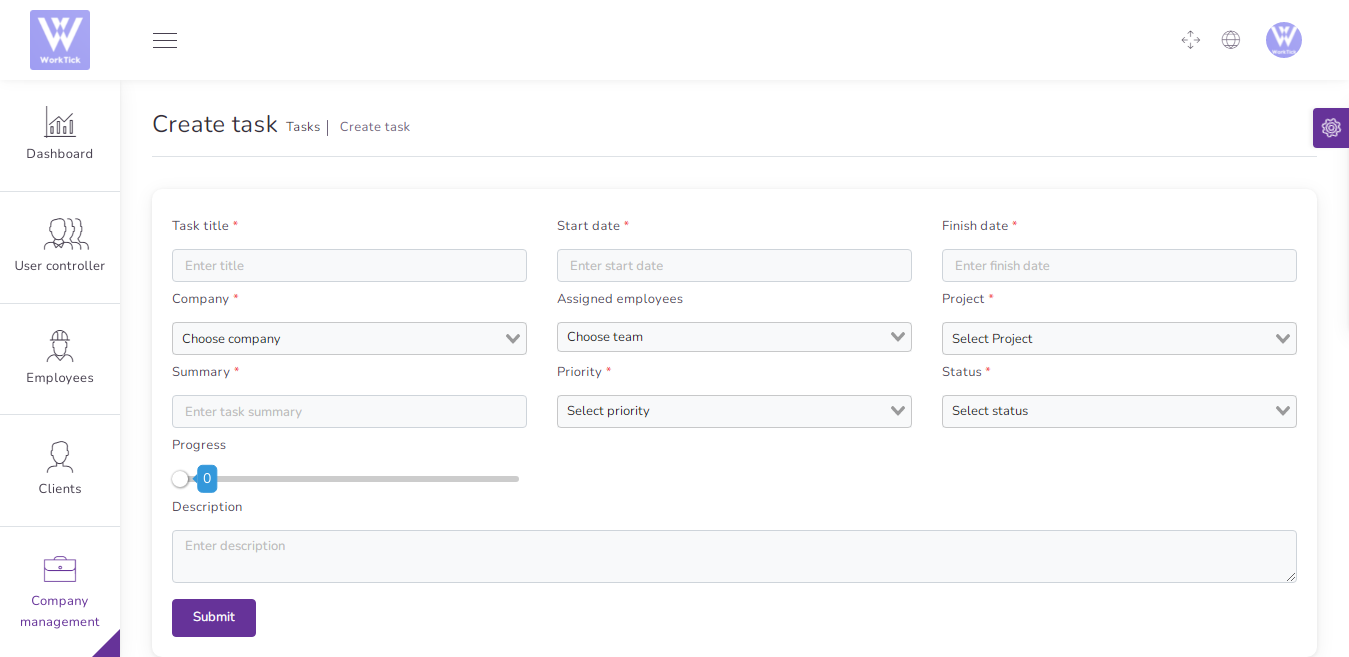 WorkTick
Dashboard
User controller
Employees
Clients
Company
management
Create task Tasks | Create task
Task title * Start date * Finish date *
Enter title Enter start date Enter finish date
Company * Assigned employees Project *
Choose company Choose team Select Project
Summary * Priority * Status *
Enter task summary Select priority Select status
Progress
0
Description
Enter description
Submit